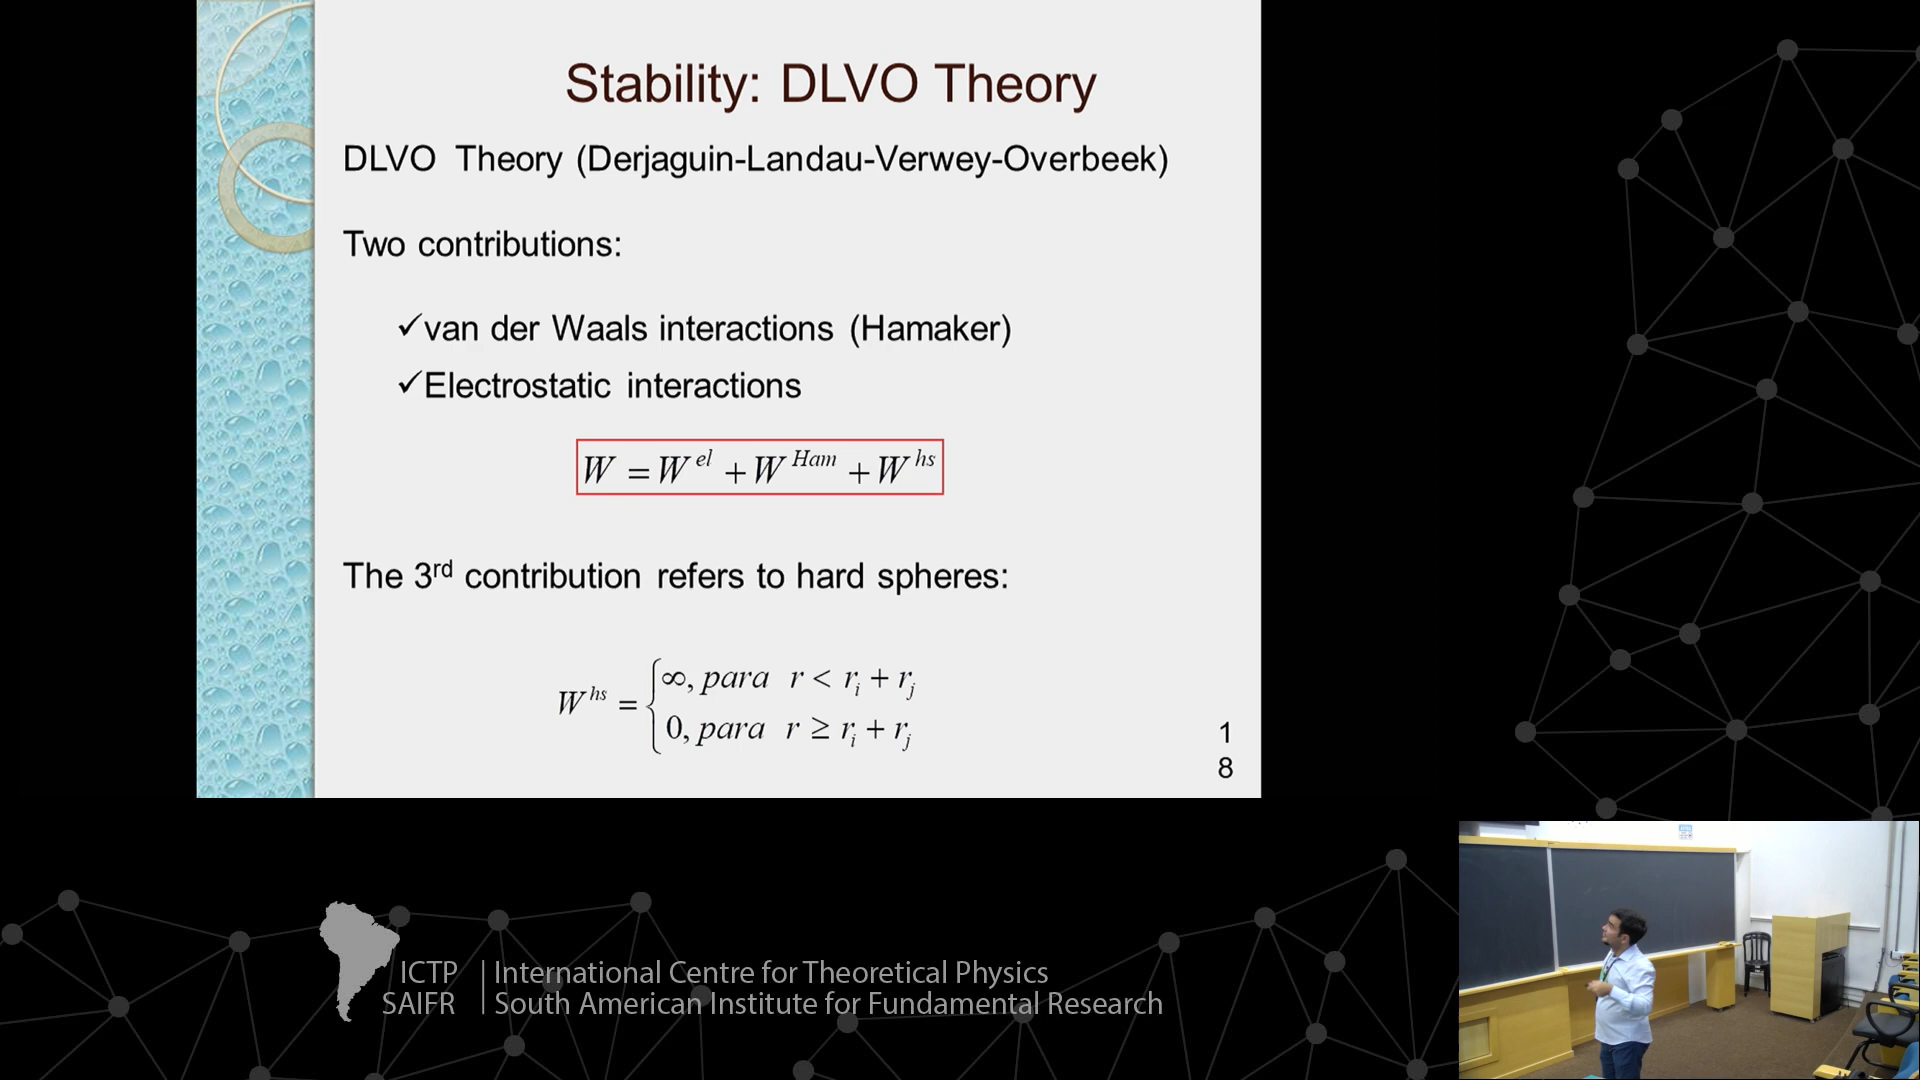 Stability: DLVO Theory
DLVO Theory (Derjaguin-Landau-Verwey-Overbeek)
Two contributions:
✓van der Waals interactions (Hamaker)
✓Electrostatic interactions
W = W^el + W^Ham + W^hs
The 3rd contribution refers to hard spheres:
W^hs = { ∞, para r < r_i + r_j
0, para r ≥ r_i + r_j
1
8
ICTP | International Centre for Theoretical Physics
SAIFR | South American Institute for Fundamental Research